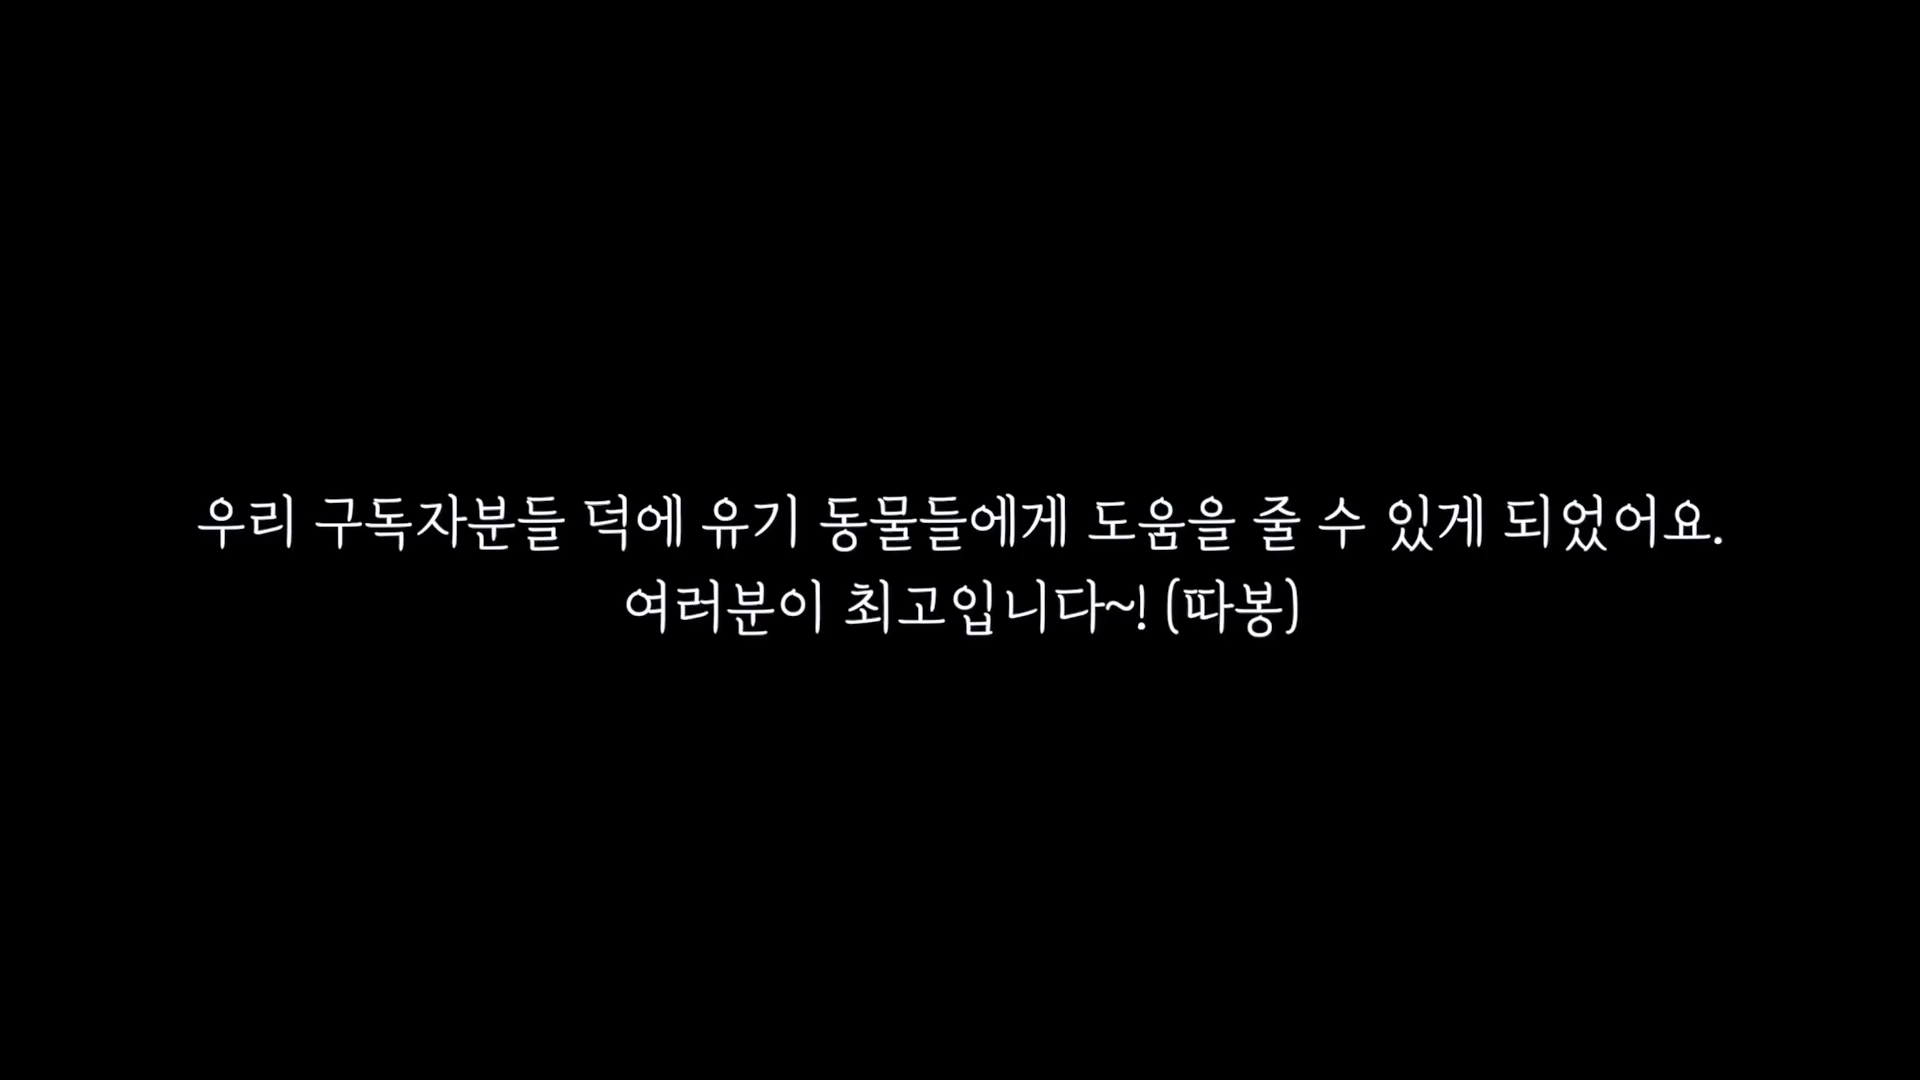 우리 구독자분들 덕에 유기 동물들에게 도움을 줄 수 있게 되었어요.
여러분이 최고입니다~! (따봉)